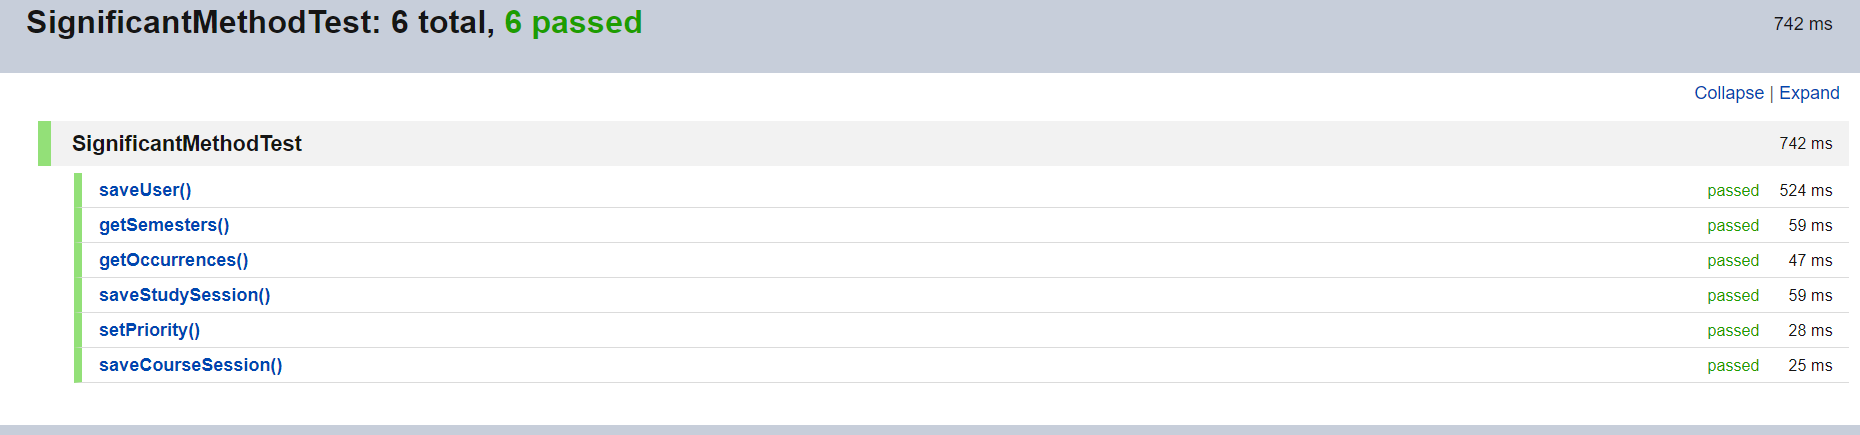 SignificantMethodTest: 6 total, 6 passed 742 ms
Collapse | Expand
SignificantMethodTest 742 ms
saveUser() passed 524 ms
getSemesters() passed 59 ms
getOccurrences() passed 47 ms
saveStudySession() passed 59 ms
setPriority() passed 28 ms
saveCourseSession() passed 25 ms